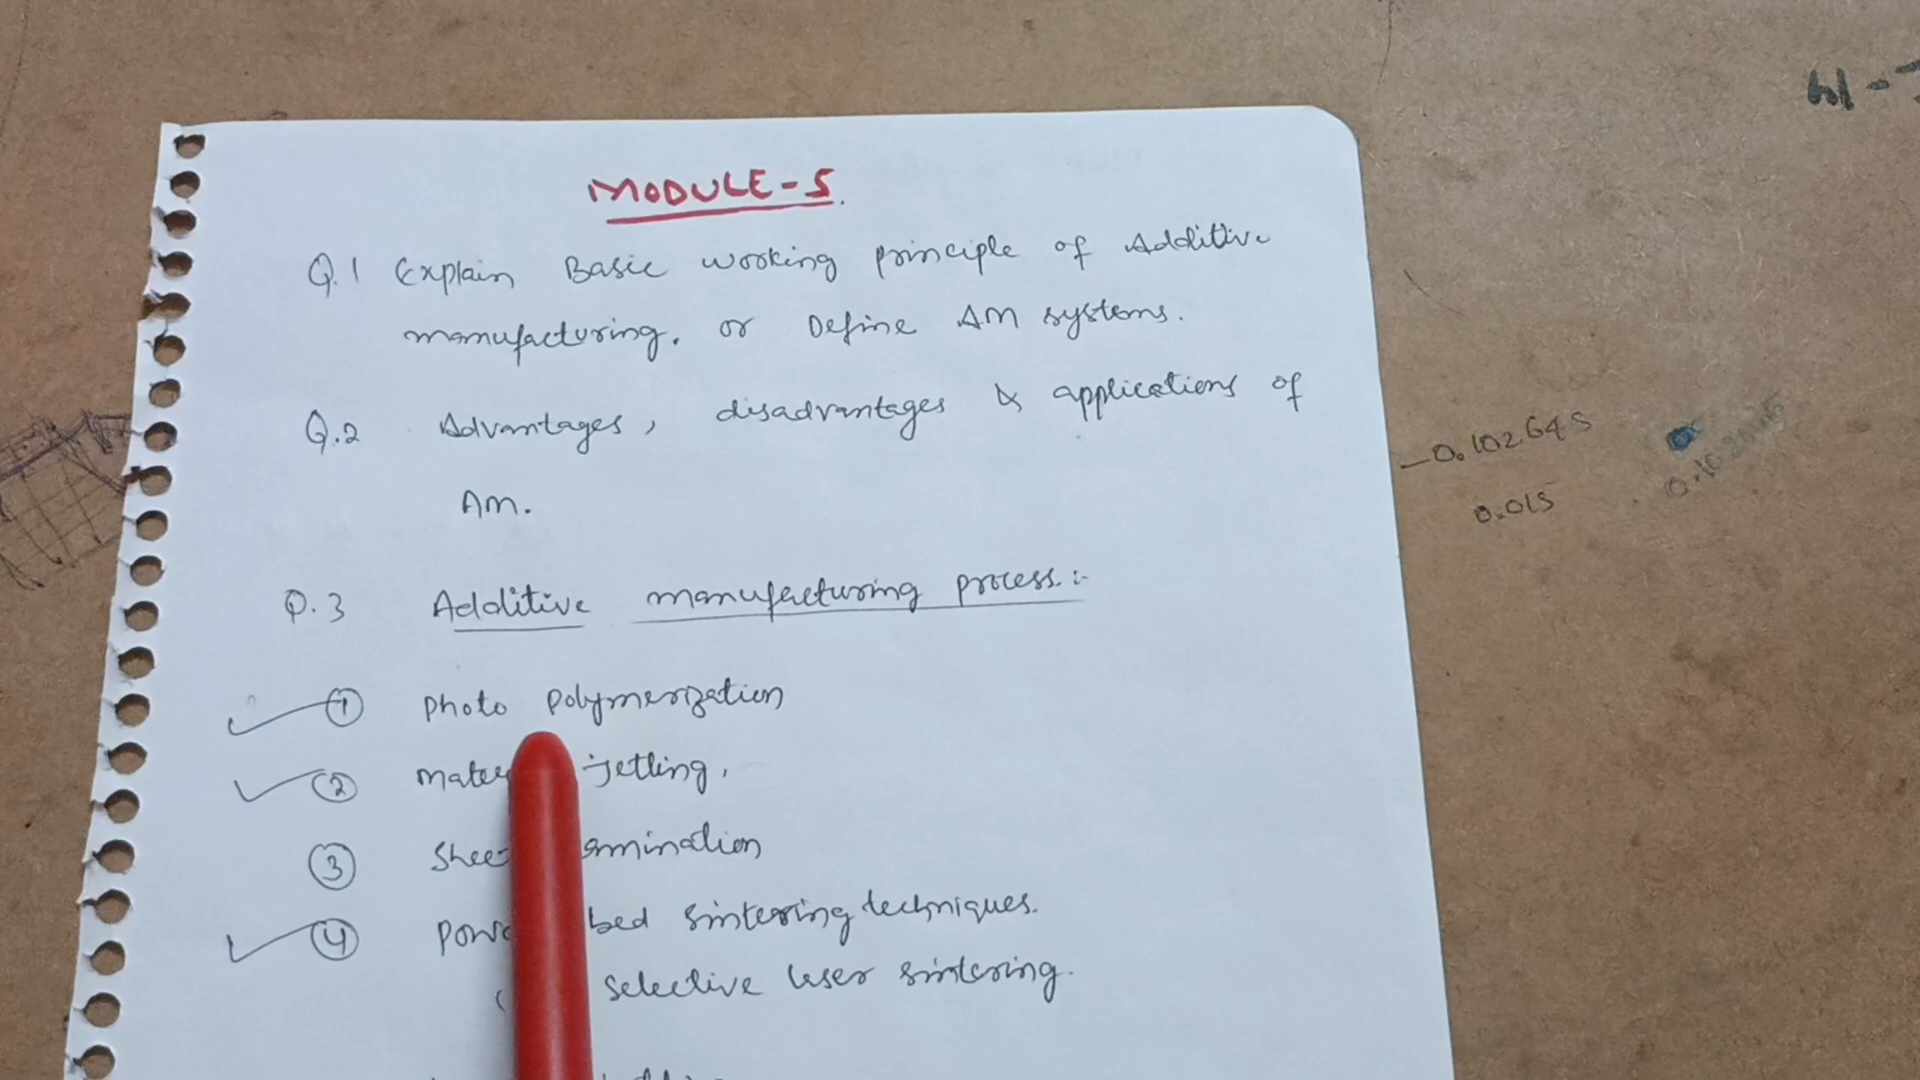 MODULE-5
Q.1 Explain Basic working principle of Additive
manufacturing. or Define AM systems.
Q.2 Advantages, disadvantages & applications of
AM.
Q.3 Additive manufacturing process:-
1 Photo polymerization
2 jetting.
3
4 bed sintering techniques.
( selective laser sintering.
-0.102645
0.015